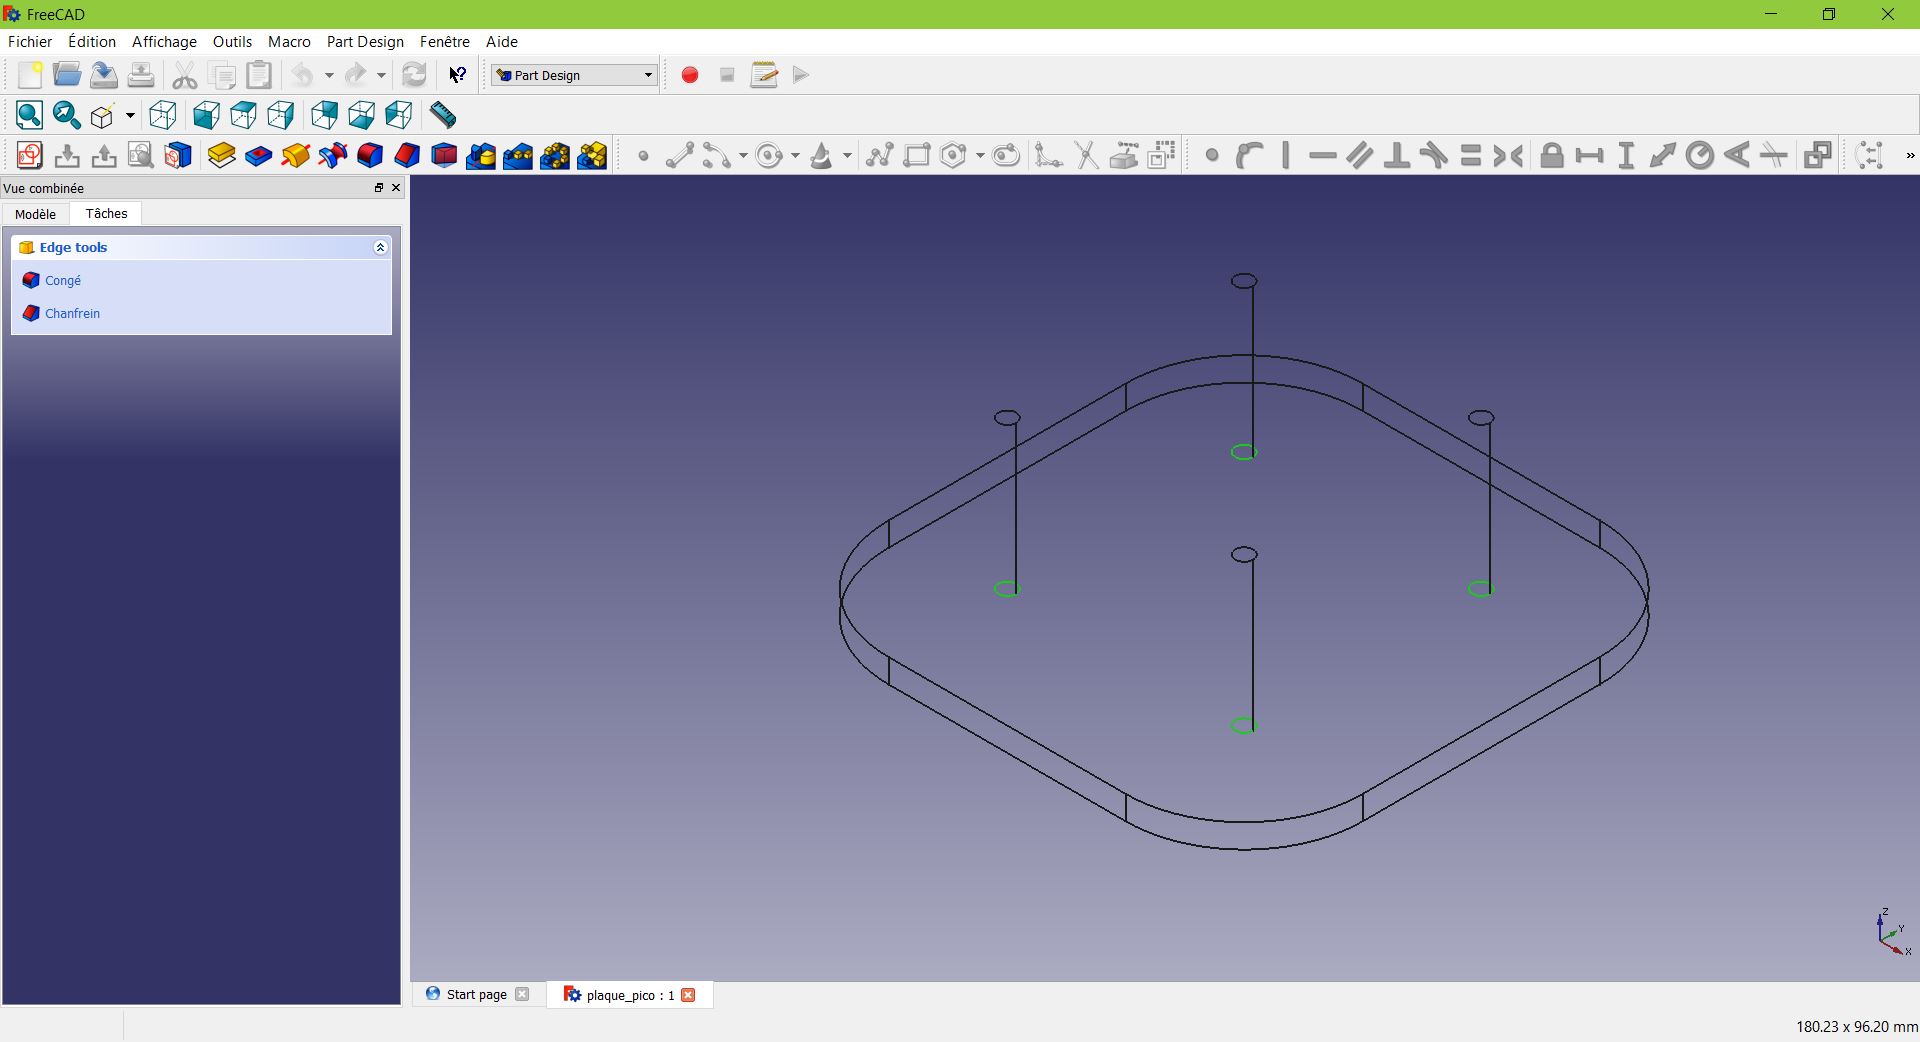 FreeCAD
Fichier Édition Affichage Outils Macro Part Design Fenêtre Aide
Part Design
Vue combinée
Modèle Tâches
Edge tools
Congé
Chanfrein
Z
Y
X
Start page plaque_pico : 1
180.23 x 96.20 mm